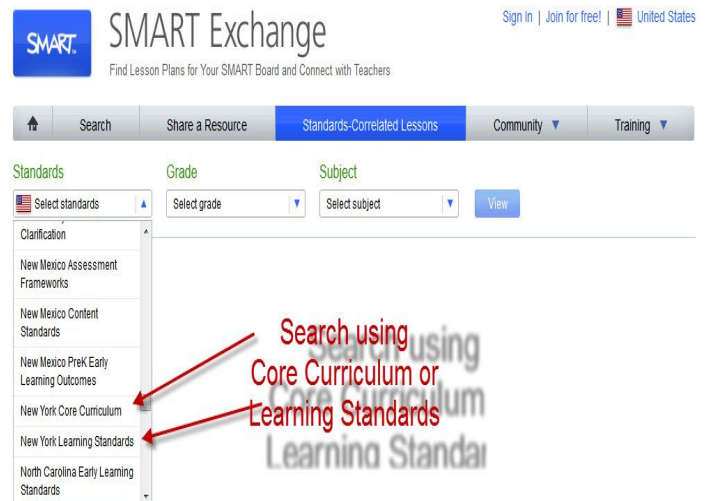 SMART
SMART Exchange
Find Lesson Plans for Your SMART Board and Connect with Teachers
Sign In | Join for free! | United States
Search Share a Resource Standards-Correlated Lessons Community Training
Standards Grade Subject
Select standards Select grade Select subject View
Clarification
New Mexico Assessment
Frameworks
New Mexico Content
Standards
New Mexico PreK Early
Learning Outcomes
New York Core Curriculum
New York Learning Standards
North Carolina Early Learning
Standards
Search using
Core Curriculum or
Learning Standards